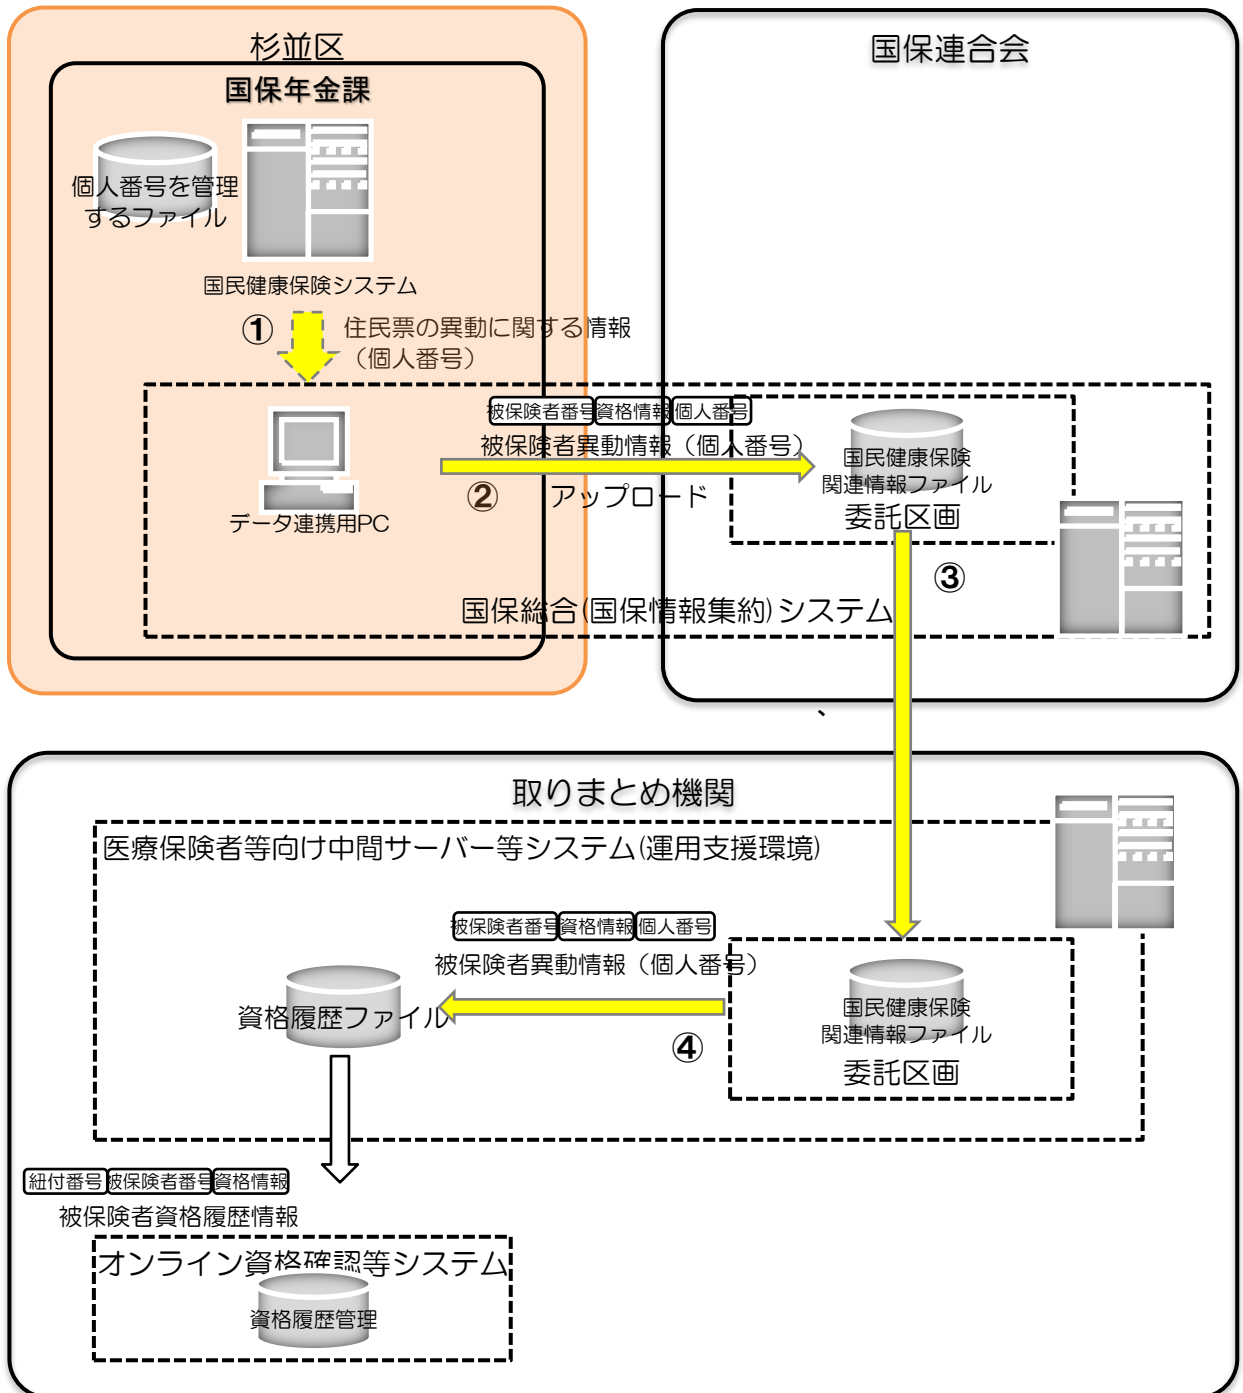 杉並区
国保年金課
個人番号を管理
するファイル
国民健康保険システム
①
住民票の異動に関する情報
（個人番号）
データ連携用PC
国保連合会
被保険者番号
資格情報
個人番号
被保険者異動情報（個人番号）
②
アップロード
国民健康保険
関連情報ファイル
委託区画
③
国保総合(国保情報集約)システム
、
取りまとめ機関
医療保険者等向け中間サーバー等システム(運用支援環境)
被保険者番号
資格情報
個人番号
被保険者異動情報（個人番号）
資格履歴ファイル
④
国民健康保険
関連情報ファイル
委託区画
紐付番号
被保険者番号
資格情報
被保険者資格履歴情報
オンライン資格確認等システム
資格履歴管理